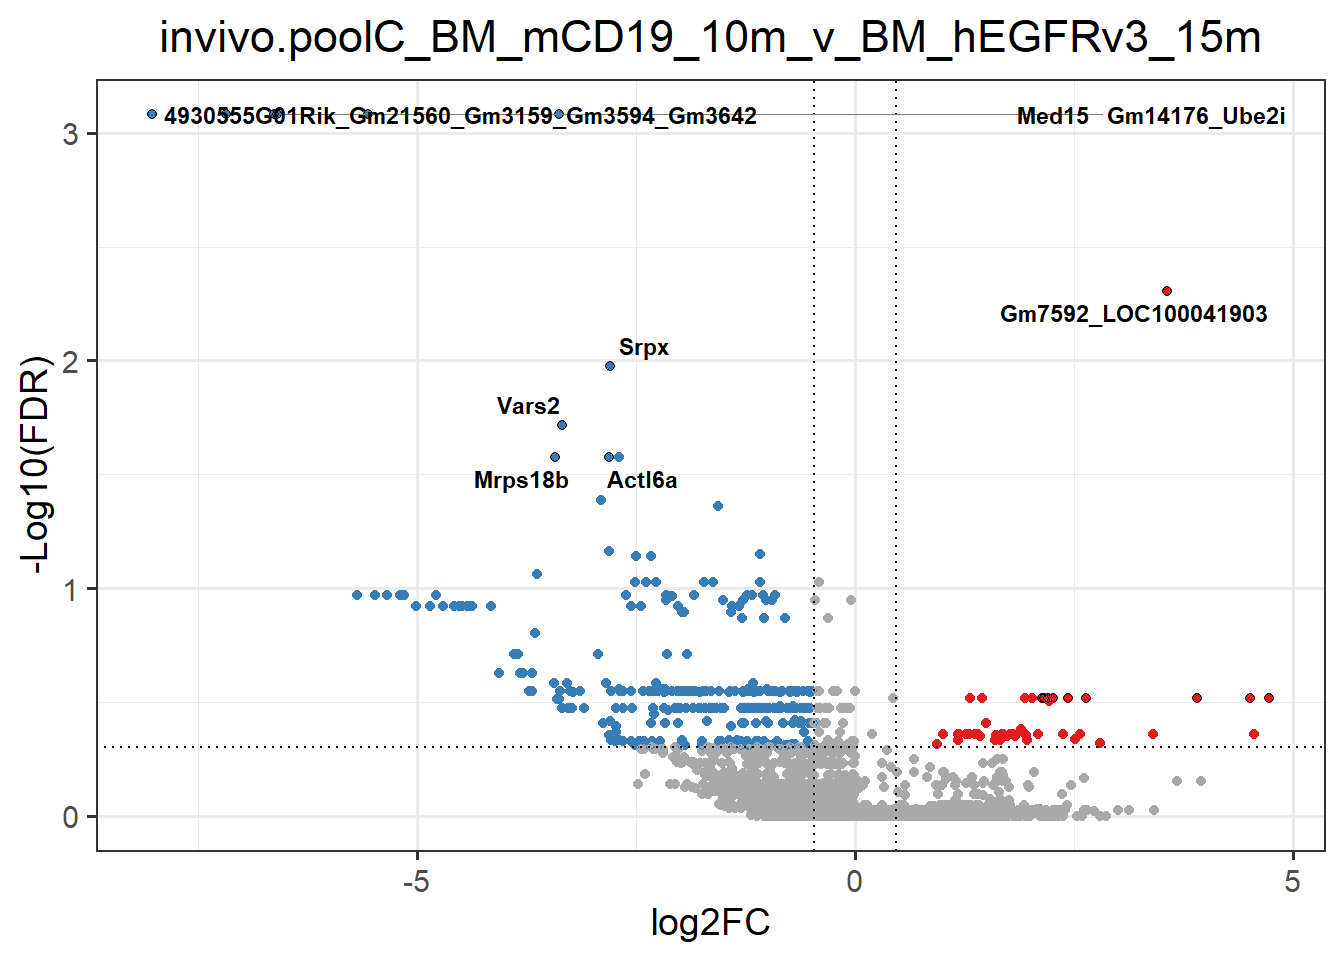 invivo.poolC_BM_mCD19_10m_v_BM_hEGFRv3_15m
4930555G01Rik_Gm21560_Gm3159_Gm3594_Gm3642
Med15 Gm14176_Ube2i
Gm7592_LOC100041903
Srpx
Vars2
Mrps18b
Actl6a
-Log10(FDR)
3
2
1
0
-5
0
5
log2FC